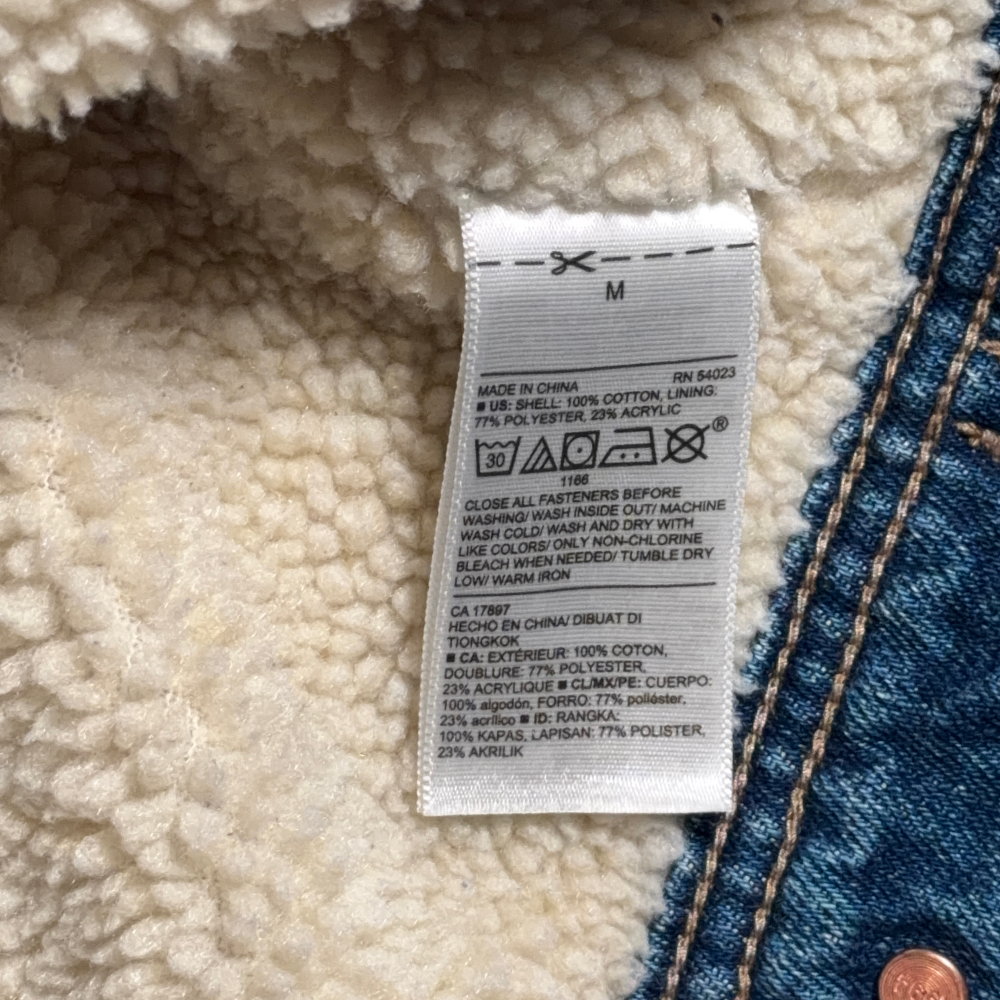 M
MADE IN CHINA RN 54023
■ US: SHELL: 100% COTTON, LINING:
77% POLYESTER, 23% ACRYLIC
30 ®
1166
CLOSE ALL FASTENERS BEFORE
WASHING/ WASH INSIDE OUT/ MACHINE
WASH COLD/ WASH AND DRY WITH
LIKE COLORS/ ONLY NON-CHLORINE
BLEACH WHEN NEEDED/ TUMBLE DRY
LOW/ WARM IRON
CA 17897
HECHO EN CHINA/ DIBUAT DI
TIONGKOK
■ CA: EXTÉRIEUR: 100% COTON,
DOUBLURE: 77% POLYESTER,
23% ACRYLIQUE ■ CL/MX/PE: CUERPO:
100% algodón, FORRO: 77% poliéster,
23% acrílico ■ ID: RANGKA:
100% KAPAS, LAPISAN: 77% POLISTER,
23% AKRILIK